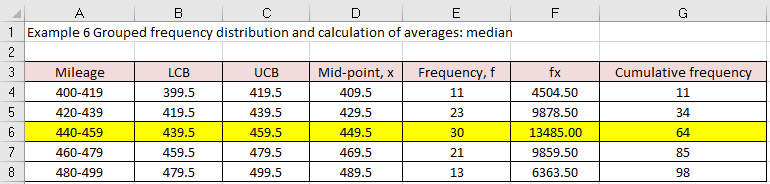 A B C D E F G
1 Example 6 Grouped frequency distribution and calculation of averages: median
2
3 Mileage LCB UCB Mid-point, x Frequency, f fx Cumulative frequency
4 400-419 399.5 419.5 409.5 11 4504.50 11
5 420-439 419.5 439.5 429.5 23 9878.50 34
6 440-459 439.5 459.5 449.5 30 13485.00 64
7 460-479 459.5 479.5 469.5 21 9859.50 85
8 480-499 479.5 499.5 489.5 13 6363.50 98